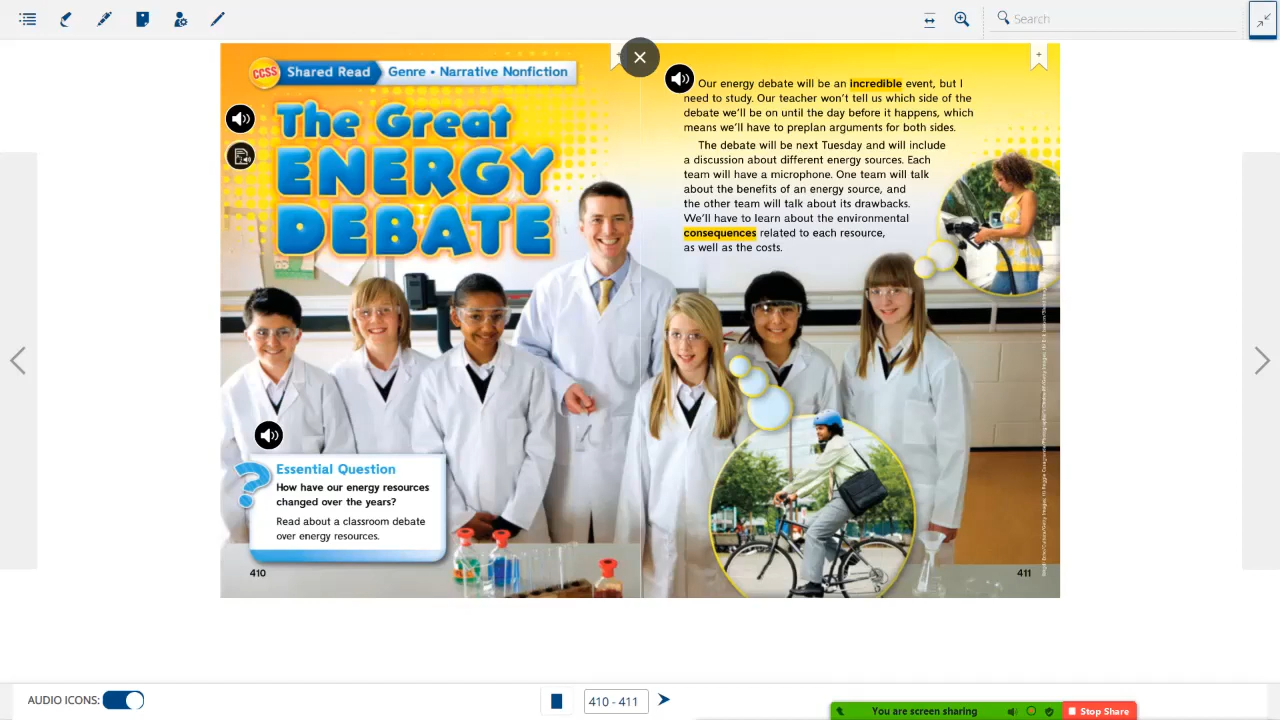 Search
CCSS Shared Read Genre • Narrative Nonfiction
The Great
ENERGY
DEBATE
Essential Question
How have our energy resources
changed over the years?
Read about a classroom debate
over energy resources.
410
Our energy debate will be an incredible event, but I
need to study. Our teacher won't tell us which side of the
debate we'll be on until the day before it happens, which
means we'll have to preplan arguments for both sides.
The debate will be next Tuesday and will include
a discussion about different energy sources. Each
team will have a microphone. One team will talk
about the benefits of an energy source, and
the other team will talk about its drawbacks.
We'll have to learn about the environmental
consequences related to each resource,
as well as the costs.
411
AUDIO ICONS:
410 - 411
You are screen sharing
Stop Share